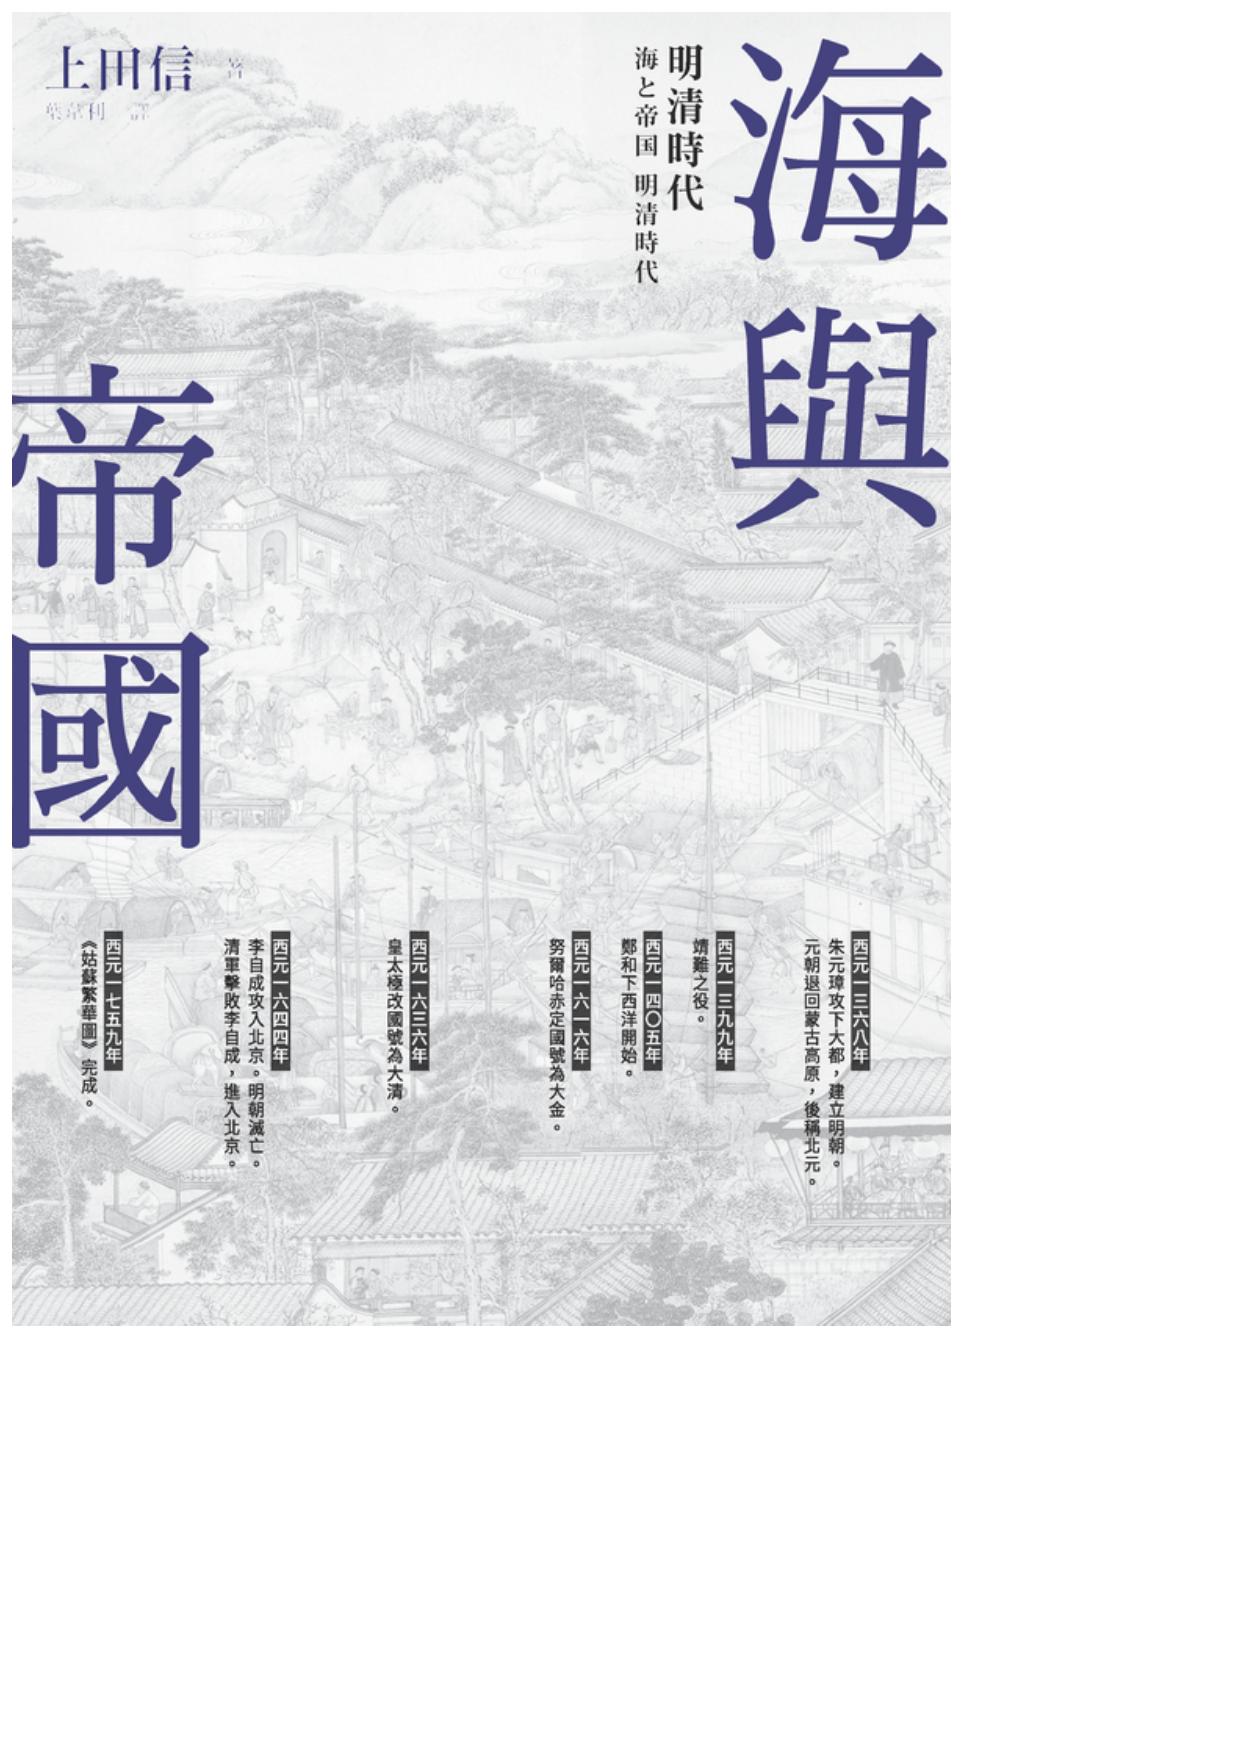 海與
帝國
明清時代
海と帝国 明清時代
上田信 著
葉韋利 譯
西元一三六八年
朱元璋攻下大都，建立明朝。
元朝退回蒙古高原，後稱北元。
西元一三九九年
靖難之役。
西元一四〇五年
鄭和下西洋開始。
西元一六一六年
努爾哈赤定國號為大金。
西元一六三六年
皇太極改國號為大清。
西元一六四四年
李自成攻入北京。明朝滅亡。
清軍擊敗李自成，進入北京。
西元一七五九年
《姑蘇繁華圖》完成。